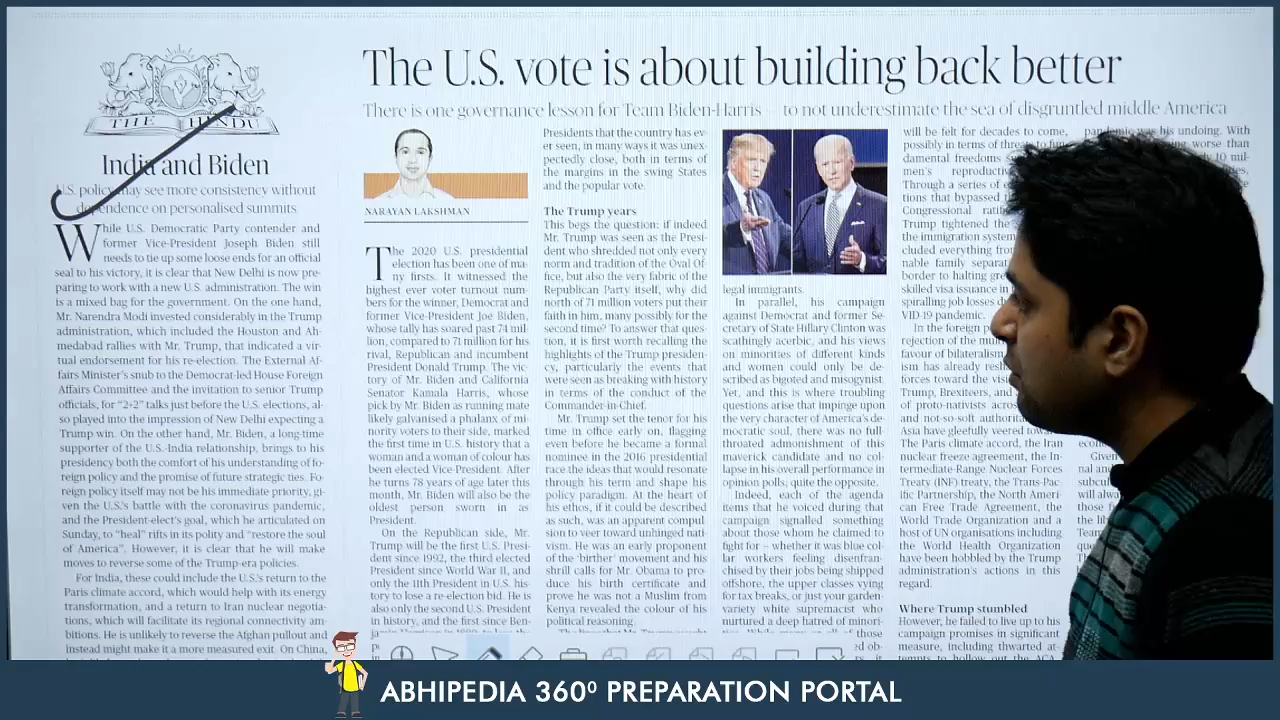 THE HINDU
India and Biden
U.S. policy may see more consistency without
dependence on personalised summits
While U.S. Democratic Party contender and
former Vice-President Joseph Biden still
needs to tie up some loose ends for an official
seal to his victory, it is clear that New Delhi is now pre-
paring to work with a new U.S. administration. The win
is a mixed bag for the government. On the one hand,
Mr. Narendra Modi invested considerably in the Trump
administration, which included the Houston and Ah-
medabad rallies with Mr. Trump, that indicated a vir-
tual endorsement for his re-election. The External Af-
fairs Minister's snub to the Democrat-led House Foreign
Affairs Committee and the invitation to senior Trump
officials, for "2+2" talks just before the U.S. elections, al-
so played into the impression of New Delhi expecting a
Trump win. On the other hand, Mr. Biden, a long-time
supporter of the U.S.-India relationship, brings to his
presidency both the comfort of his understanding of fo-
reign policy and the promise of future strategic ties. Fo-
reign policy itself may not be his immediate priority, gi-
ven the U.S.'s battle with the coronavirus pandemic,
and the President-elect's goal, which he articulated on
Sunday, to "heal" rifts in its polity and "restore the soul
of America". However, it is clear that he will make
moves to reverse some of the Trump-era policies.
For India, these could include the U.S.'s return to the
Paris climate accord, which would help with its energy
transformation, and a return to Iran nuclear negotia-
tions, which will facilitate its regional connectivity am-
bitions. He is unlikely to reverse the Afghan pullout and
instead might make it a more measured exit. On China,
The U.S. vote is about building back better
There is one governance lesson for Team Biden-Harris — to not underestimate the sea of disgruntled middle America
NARAYAN LAKSHMAN
The 2020 U.S. presidential
election has been one of ma-
ny firsts. It witnessed the
highest ever voter turnout num-
bers for the winner, Democrat and
former Vice-President Joe Biden,
whose tally has soared past 74 mil-
lion, compared to 71 million for his
rival, Republican and incumbent
President Donald Trump. The vic-
tory of Mr. Biden and California
Senator Kamala Harris, whose
pick by Mr. Biden as running mate
likely galvanised a phalanx of mi-
nority voters to their side, marked
the first time in U.S. history that a
woman and a woman of colour has
been elected Vice-President. After
he turns 78 years of age later this
month, Mr. Biden will also be the
oldest person sworn in as
President.
On the Republican side, Mr.
Trump will be the first U.S. Presi-
dent since 1992, the third elected
President since World War II, and
only the 11th President in U.S. his-
tory to lose a re-election bid. He is
also only the second U.S. President
in history, and the first since Ben-
Presidents that the country has ev-
er seen, in many ways it was unex-
pectedly close, both in terms of
the margins in the swing States
and the popular vote.
The Trump years
This begs the question: if indeed
Mr. Trump was seen as the Presi-
dent who shredded not only every
norm and tradition of the Oval Of-
fice, but also the very fabric of the
Republican Party itself, why did
north of 71 million voters put their
faith in him, many possibly for the
second time? To answer that ques-
tion, it is first worth recalling the
highlights of the Trump presiden-
cy, particularly the events that
were seen as breaking with history
in terms of the conduct of the
Commander-in-Chief.
Mr. Trump set the tenor for his
time in office early on, flagging
even before he became a formal
nominee in the 2016 presidential
race the ideas that would resonate
through his term and shape his
policy paradigm. At the heart of
his ethos, if it could be described
as such, was an apparent compul-
sion to veer toward unhinged nati-
vism. He was an early proponent
of the 'birther' movement and his
shrill calls for Mr. Obama to pro-
duce his birth certificate and
prove he was not a Muslim from
Kenya revealed the colour of his
political reasoning.
legal immigrants.
In parallel, his campaign
against Democrat and former Se-
cretary of State Hillary Clinton was
scathingly acerbic, and his views
on minorities of different kinds
and women could only be de-
scribed as bigoted and misogynist.
Yet, and this is where troubling
questions arise that impinge upon
the very character of America's de-
mocratic soul, there was no full-
throated admonishment of this
maverick candidate and no col-
lapse in his overall performance in
opinion polls; quite the opposite.
Indeed, each of the agenda
items that he voiced during that
campaign signalled something
about those whom he claimed to
fight for – whether it was blue col-
lar workers feeling disenfran-
chised by their jobs being shipped
offshore, the upper classes vying
for tax breaks, or just your garden-
variety white supremacist who
nurtured a deep hatred of minori-
those
will be felt for decades to come,
possibly in terms of threats to fun
damental freedoms
men's reproductiv
Through a series of e
tions that bypassed
Congressional ratif
Trump tightened the
the immigration system
cluded everything from
nable family separat
border to halting gre
skilled visa issuance in
spiralling job losses d
VID-19 pandemic.
In the foreign p
rejection of the mu
favour of bilateralism
ism has already resh
forces toward the visi
Trump, Brexiteers, and
of proto-nativists acros
and not-so-soft authorita
Asia have gleefully veered towa
The Paris climate accord, the Iran
nuclear freeze agreement, the In-
termediate-Range Nuclear Forces
Treaty (INF) treaty, the Trans-Pac-
ific Partnership, the North Ameri-
can Free Trade Agreement, the
World Trade Organization and a
host of UN organisations including
the World Health Organization
have been hobbled by the Trump
administration's actions in this
regard.
Where Trump stumbled
However, he failed to live up to his
campaign promises in significant
measure, including thwarted at-
tempts to hollow out the ACA,
pandemic was his undoing. With
worse than
10 mil-
Given
nal and
subcul
will alwa
those f
the lib
Team
quest
ABHIPEDIA 360⁰ PREPARATION PORTAL